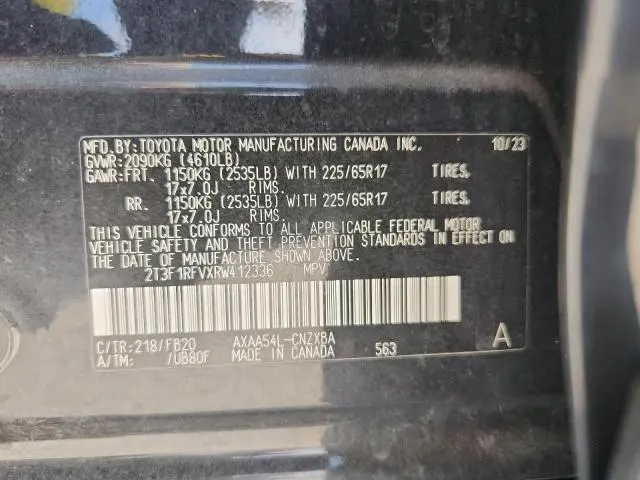 MFD.BY:TOYOTA MOTOR MANUFACTURING CANADA INC. 10/23
GVWR:2090KG (4610LB)
GAWR:FRT. 1150KG (2535LB) WITH 225/65R17 TIRES,
17x7.0J RIMS.
RR. 1150KG (2535LB) WITH 225/65R17 TIRES,
17x7.0J RIMS.
THIS VEHICLE CONFORMS TO ALL APPLICABLE FEDERAL MOTOR
VEHICLE SAFETY AND THEFT PREVENTION STANDARDS IN EFFECT ON
THE DATE OF MANUFACTURE SHOWN ABOVE.
2T3F1RFVXRW412336 MPV
C/TR:218/FB20 AXAA54L-CNZXBA
A/TM: /UB80F MADE IN CANADA 563 A